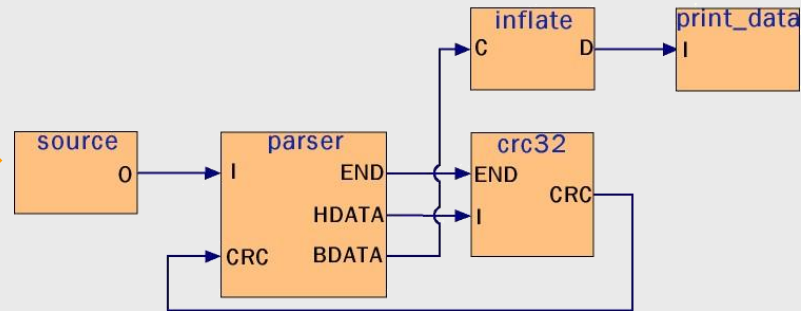 inflate
C D
print_data
I
source
O
parser
I END
HDATA
CRC BDATA
crc32
END
CRC
I